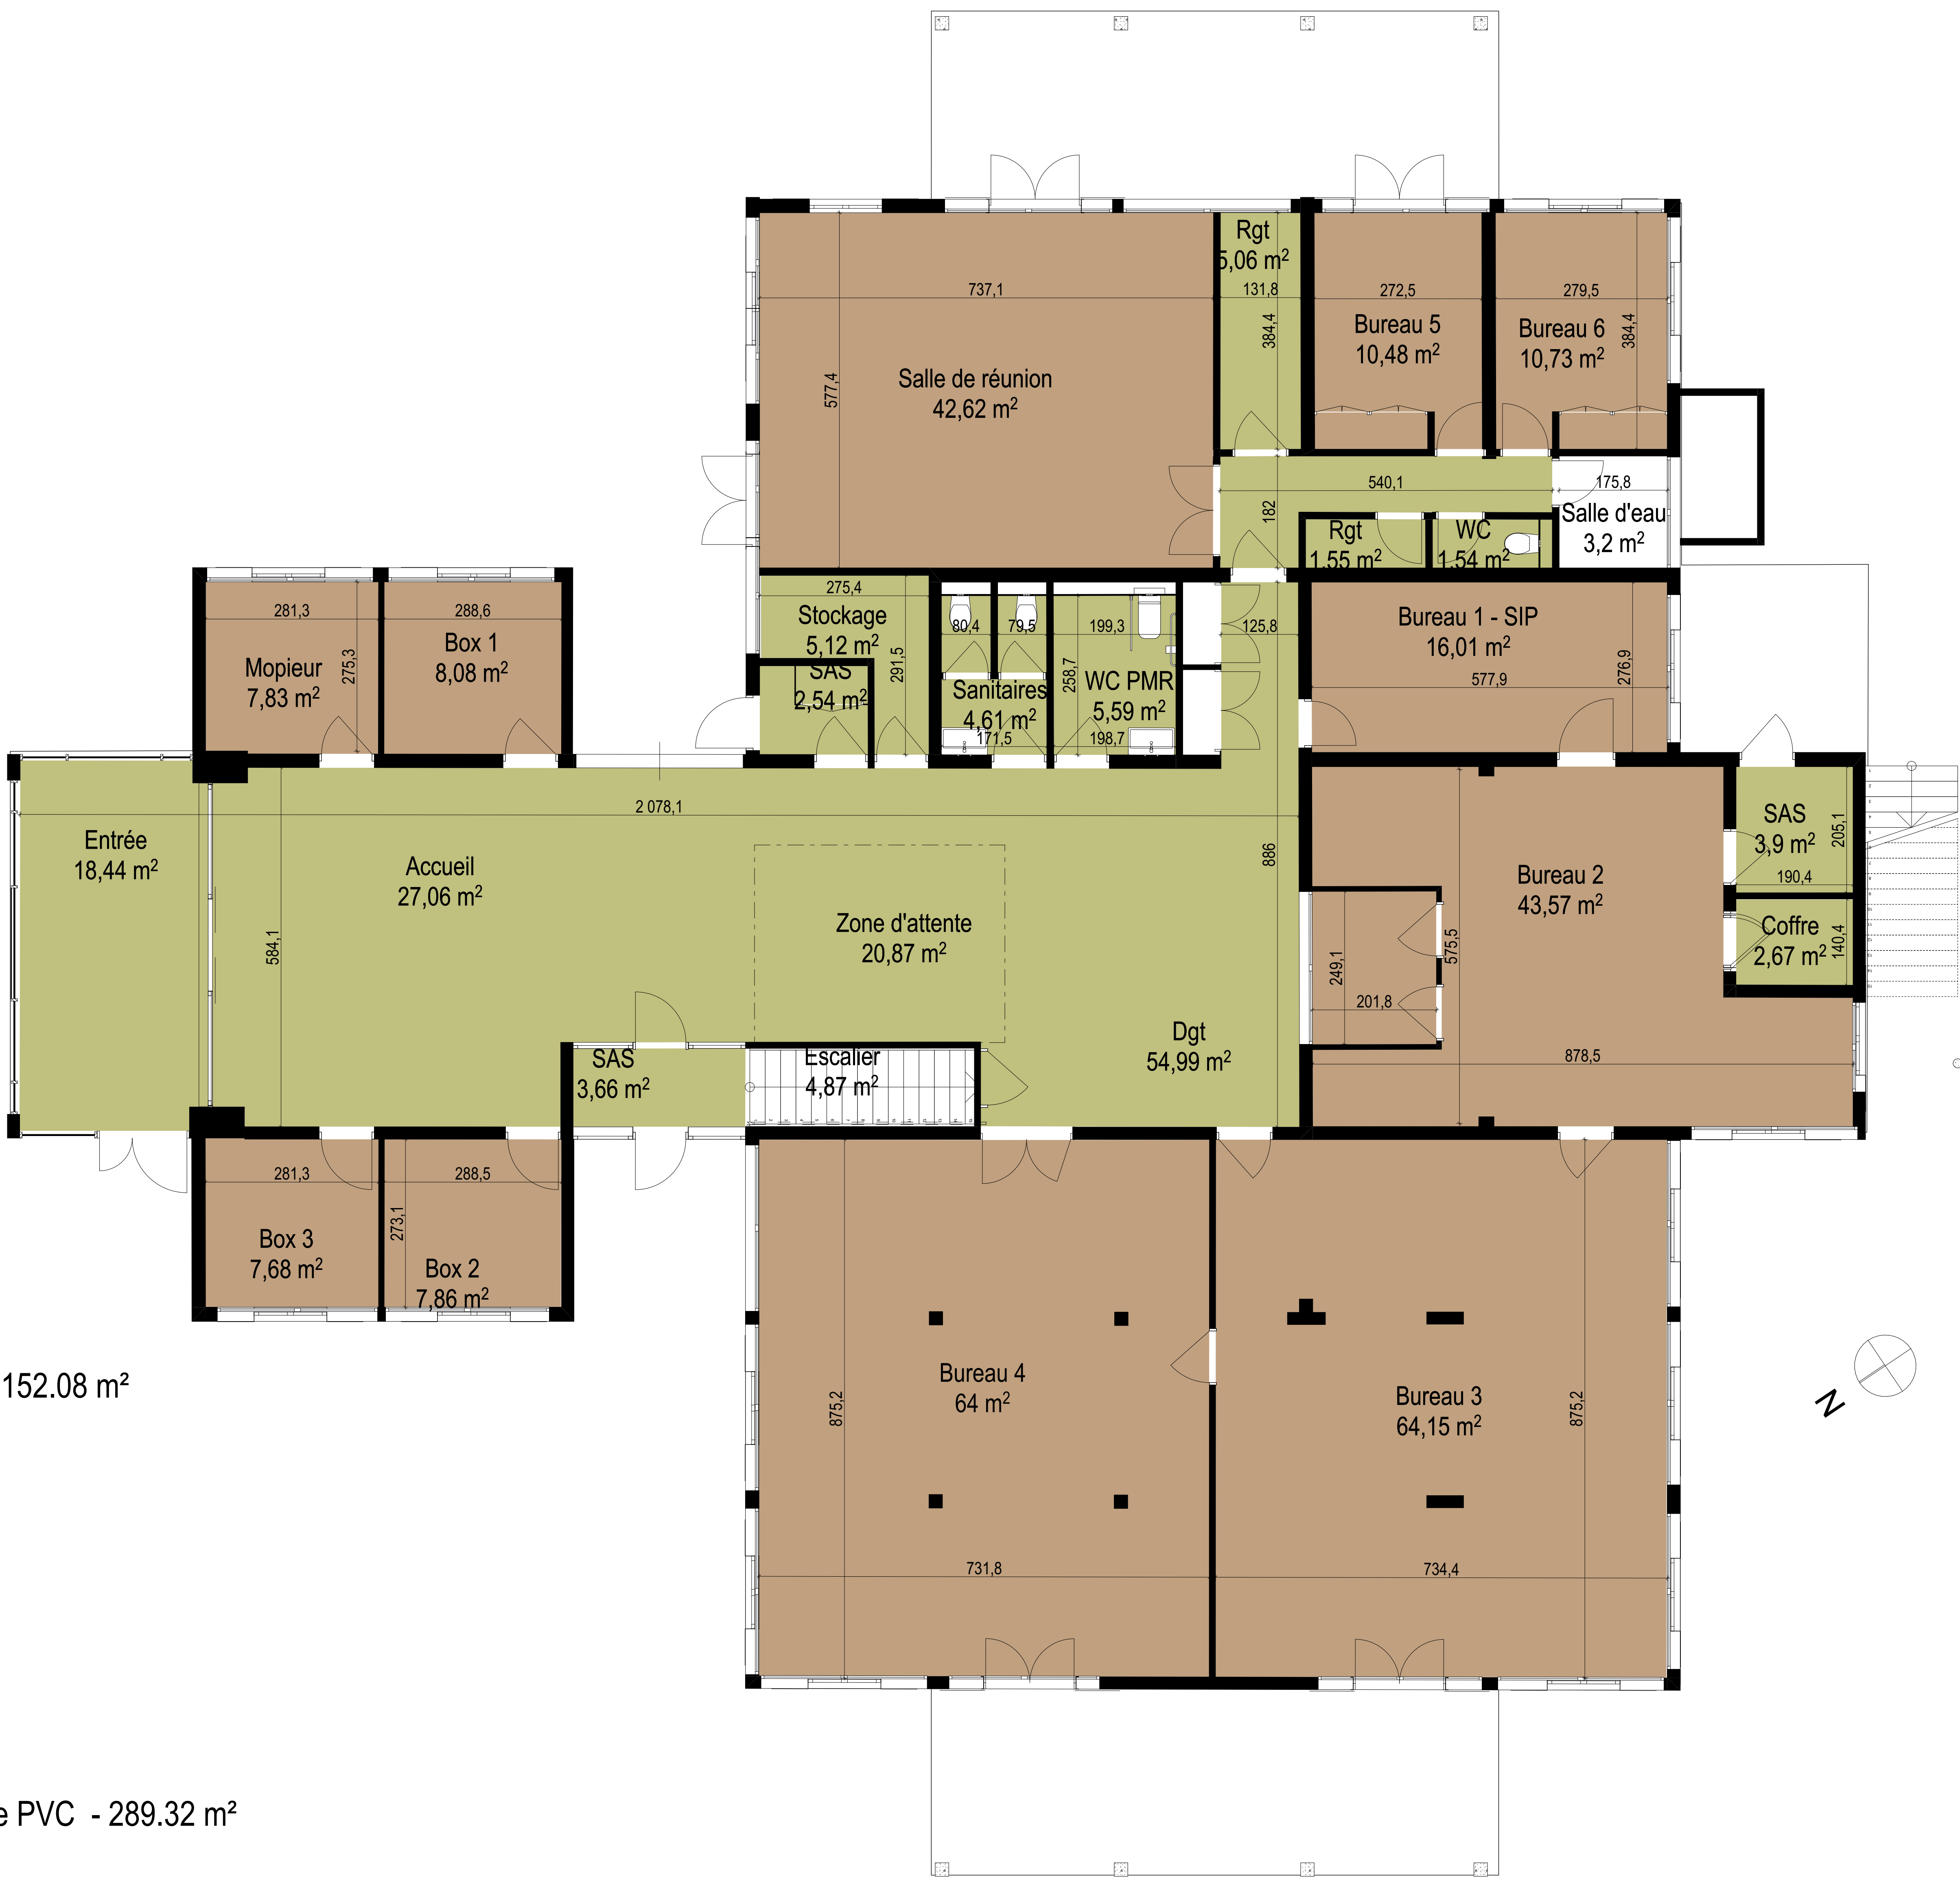 Rgt
5,06 m²
737,1
131,8
272,5
279,5
384,4
384,4
577,4
Salle de réunion
42,62 m²
Bureau 5
10,48 m²
Bureau 6
10,73 m²
540,1
175,8
182
Salle d'eau
3,2 m²
Rgt
1,55 m²
WC
1,54 m²
281,3
288,6
275,3
Mopieur
7,83 m²
Box 1
8,08 m²
275,4
Stockage
5,12 m²
291,5
SAS
2,54 m²
80,4
79,5
199,3
125,8
258,7
Sanitaires
4,61 m²
171,5
WC PMR
5,59 m²
198,7
Bureau 1 - SIP
16,01 m²
577,9
276,9
2 078,1
Entrée
18,44 m²
Accueil
27,06 m²
584,1
Zone d'attente
20,87 m²
886
Dgt
54,99 m²
Bureau 2
43,57 m²
575,5
249,1
201,8
878,5
SAS
3,9 m²
205,1
190,4
Coffre
2,67 m²
140,4
SAS
3,66 m²
Escalier
4,87 m²
281,3
288,5
273,1
Box 3
7,68 m²
Box 2
7,86 m²
152.08 m²
Bureau 4
64 m²
875,2
731,8
Bureau 3
64,15 m²
875,2
734,4
N
e PVC - 289.32 m²